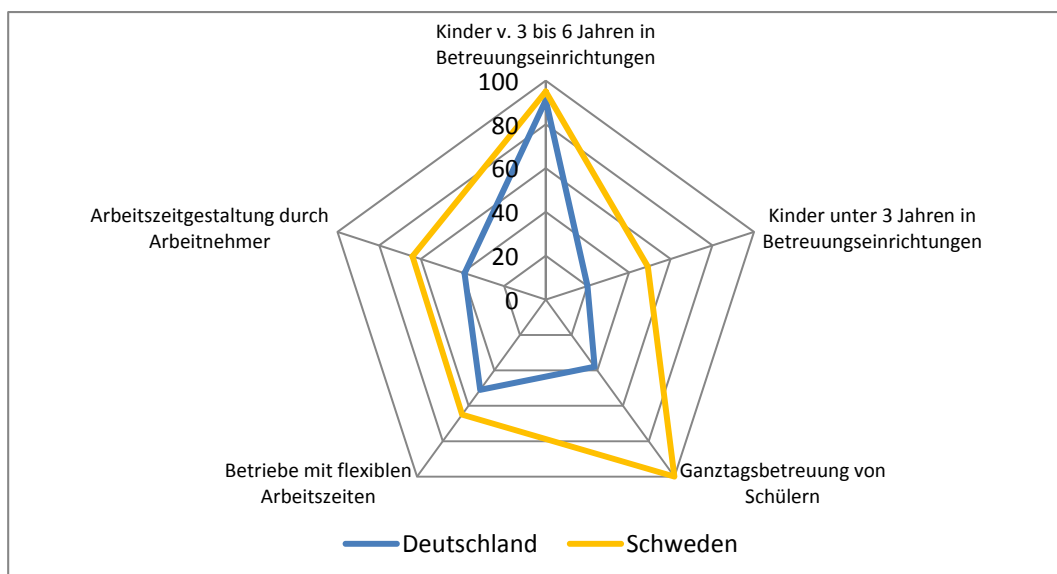 Kinder v. 3 bis 6 Jahren in
Betreuungseinrichtungen
100
80
60
40
20
0
Kinder unter 3 Jahren in
Betreuungseinrichtungen
Arbeitszeitgestaltung durch
Arbeitnehmer
Betriebe mit flexiblen
Arbeitszeiten
Ganztagsbetreuung von
Schülern
Deutschland
Schweden